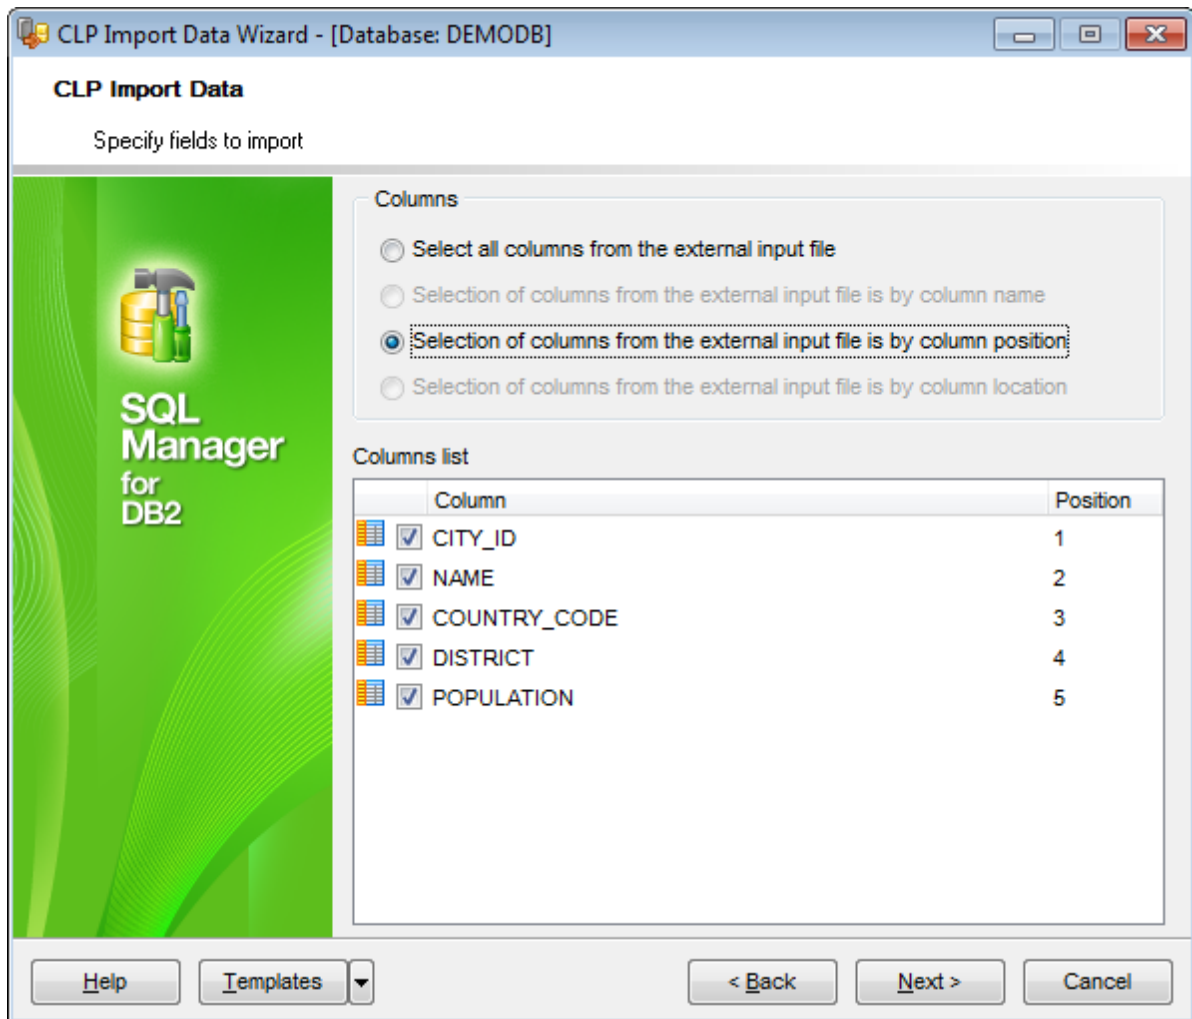 CLP Import Data Wizard - [Database: DEMODB]
CLP Import Data
Specify fields to import
SQL
Manager
for
DB2
Columns
Select all columns from the external input file
Selection of columns from the external input file is by column name
Selection of columns from the external input file is by column position
Selection of columns from the external input file is by column location
Columns list
Column Position
CITY_ID 1
NAME 2
COUNTRY_CODE 3
DISTRICT 4
POPULATION 5
Help Templates < Back Next > Cancel